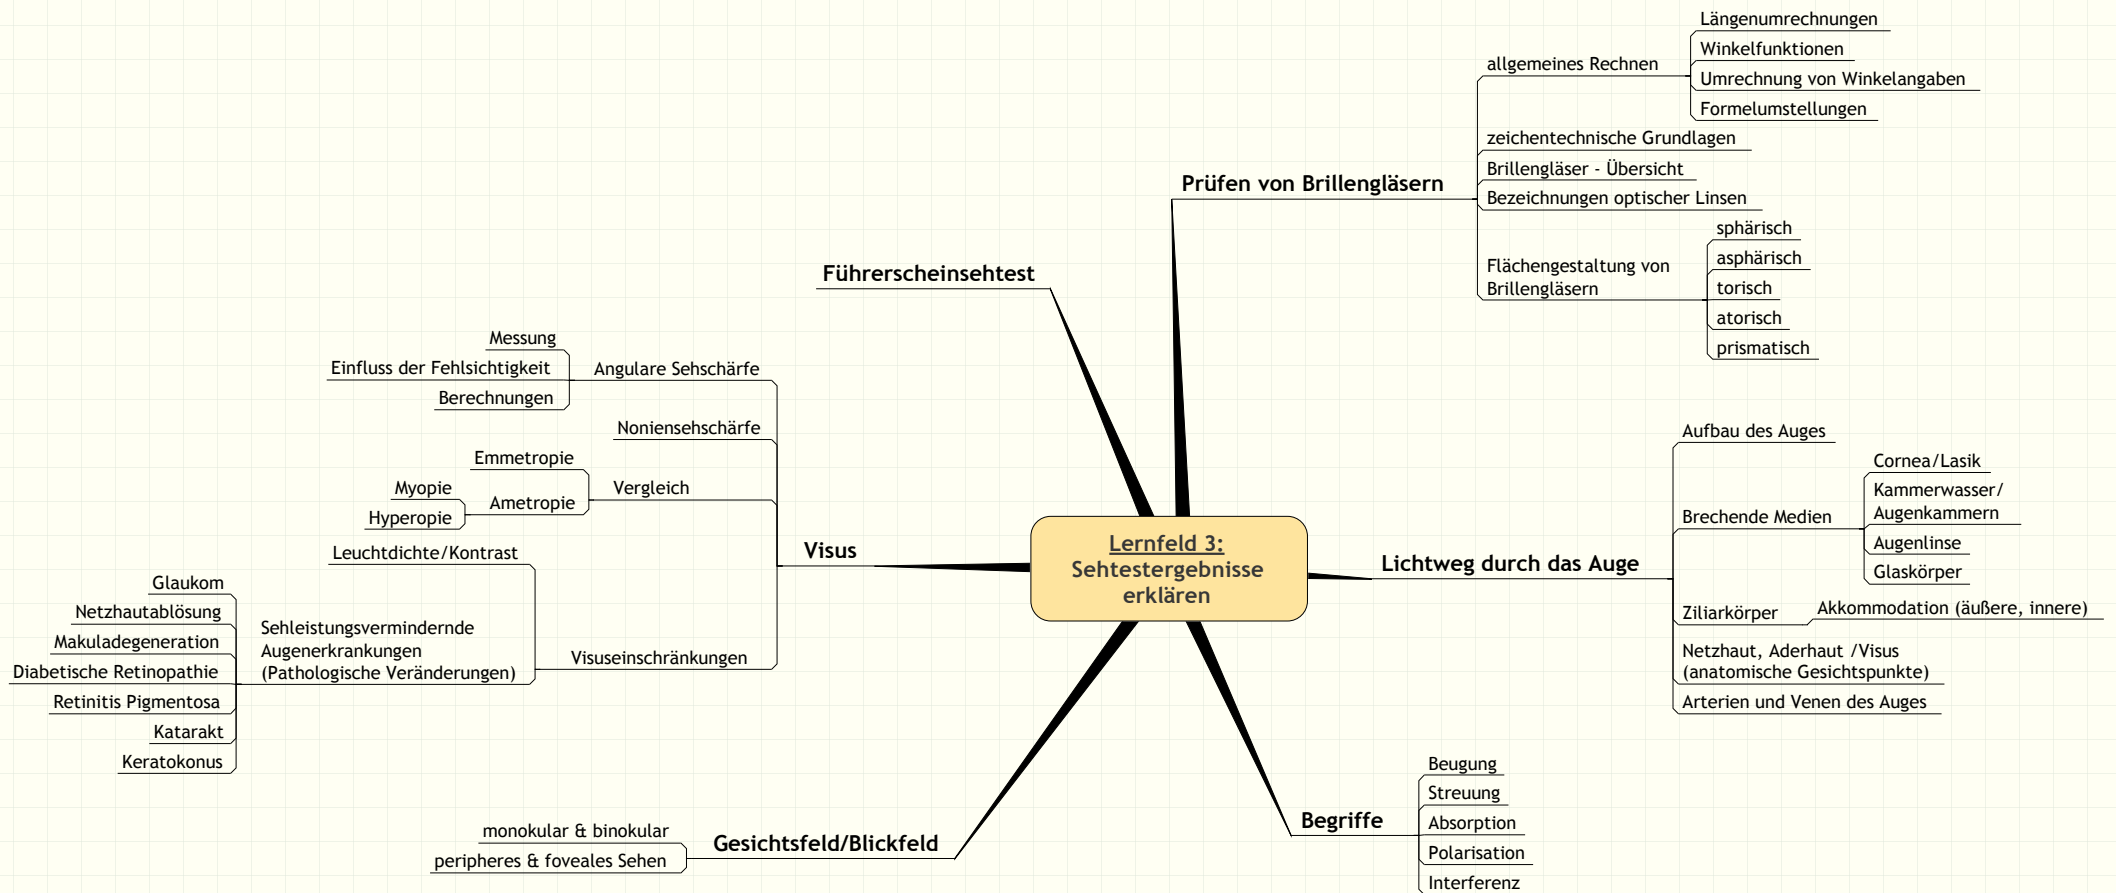 Lernfeld 3:
Sehtestergebnisse
erklären
Prüfen von Brillengläsern
allgemeines Rechnen
Längenumrechnungen
Winkelfunktionen
Umrechnung von Winkelangaben
Formelumstellungen
zeichentechnische Grundlagen
Brillengläser - Übersicht
Bezeichnungen optischer Linsen
Flächengestaltung von
Brillengläsern
sphärisch
asphärisch
torisch
atorisch
prismatisch
Lichtweg durch das Auge
Aufbau des Auges
Brechende Medien
Cornea/Lasik
Kammerwasser/
Augenkammern
Augenlinse
Glaskörper
Ziliarkörper
Akkommodation (äußere, innere)
Netzhaut, Aderhaut /Visus
(anatomische Gesichtspunkte)
Arterien und Venen des Auges
Begriffe
Beugung
Streuung
Absorption
Polarisation
Interferenz
Führerscheinsehtest
Visus
Angulare Sehschärfe
Messung
Einfluss der Fehlsichtigkeit
Berechnungen
Noniensehschärfe
Vergleich
Emmetropie
Ametropie
Myopie
Hyperopie
Visuseinschränkungen
Leuchtdichte/Kontrast
Sehleistungsvermindernde
Augenerkrankungen
(Pathologische Veränderungen)
Glaukom
Netzhautablösung
Makuladegeneration
Diabetische Retinopathie
Retinitis Pigmentosa
Katarakt
Keratokonus
Gesichtsfeld/Blickfeld
monokular & binokular
peripheres & foveales Sehen